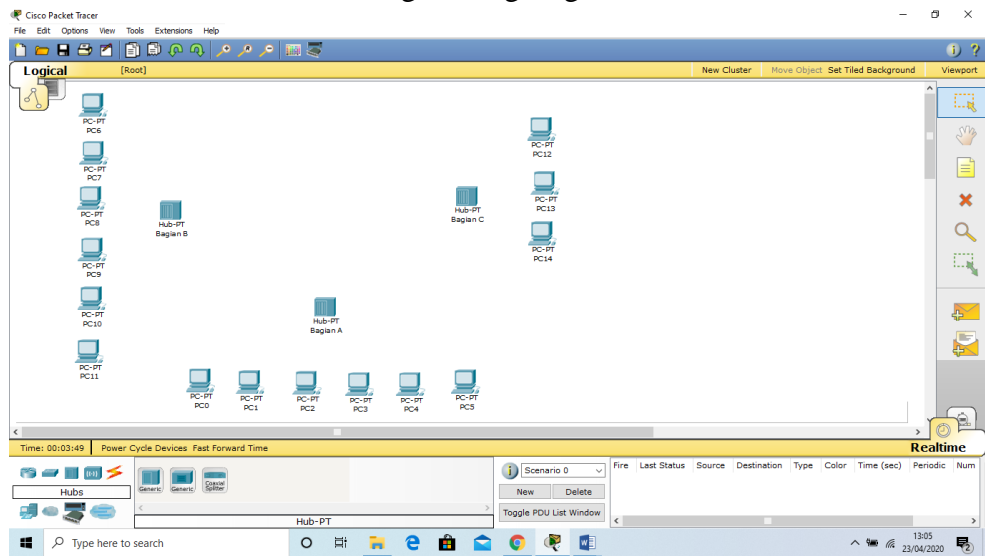 Cisco Packet Tracer
File Edit Options View Tools Extensions Help
Logical [Root] New Cluster Move Object Set Tiled Background Viewport
PC-PT
PC6
PC-PT
PC7
PC-PT
PC8
PC-PT
PC9
PC-PT
PC10
PC-PT
PC11
Hub-PT
Bagian B
Hub-PT
Bagian A
Hub-PT
Bagian C
PC-PT
PC12
PC-PT
PC13
PC-PT
PC14
PC-PT
PC0
PC-PT
PC1
PC-PT
PC2
PC-PT
PC3
PC-PT
PC4
PC-PT
PC5
Time: 00:03:49 Power Cycle Devices Fast Forward Time Realtime
Hubs
Generic Generic Coaxial Splitter
Hub-PT
Scenario 0
New Delete
Toggle PDU List Window
Fire Last Status Source Destination Type Color Time (sec) Periodic Num
Type here to search
13:05
23/04/2020
2